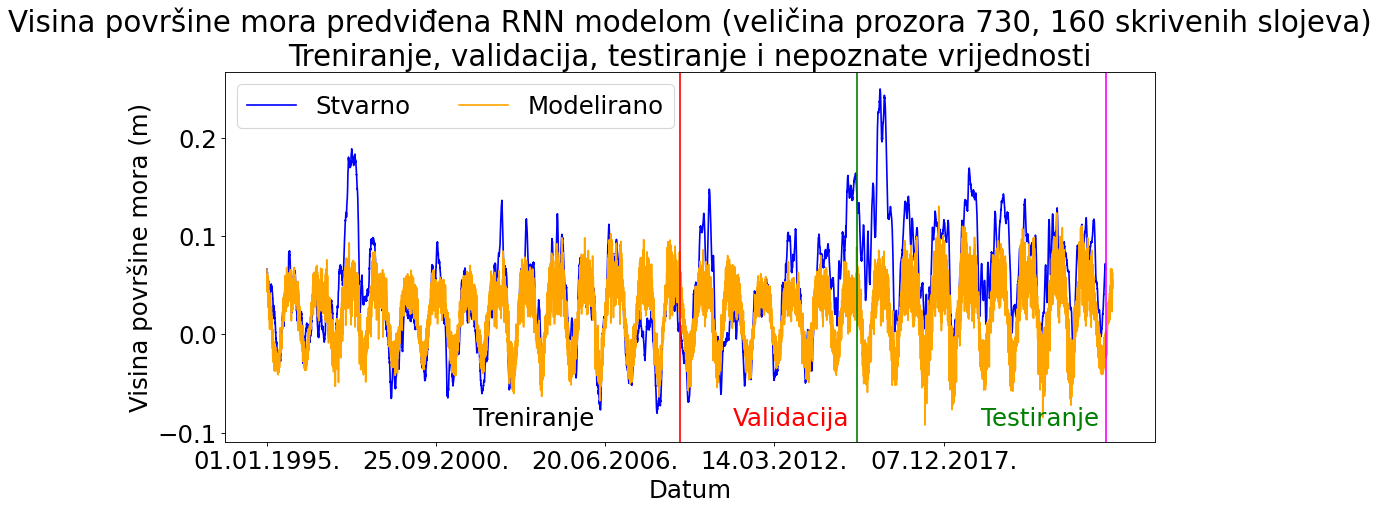 Visina površine mora predviđena RNN modelom (veličina prozora 730, 160 skrivenih slojeva)
Treniranje, validacija, testiranje i nepoznate vrijednosti
Stvarno Modelirano
Visina površine mora (m)
0.2
0.1
0.0
−0.1
Treniranje Validacija Testiranje
01.01.1995. 25.09.2000. 20.06.2006. 14.03.2012. 07.12.2017.
Datum